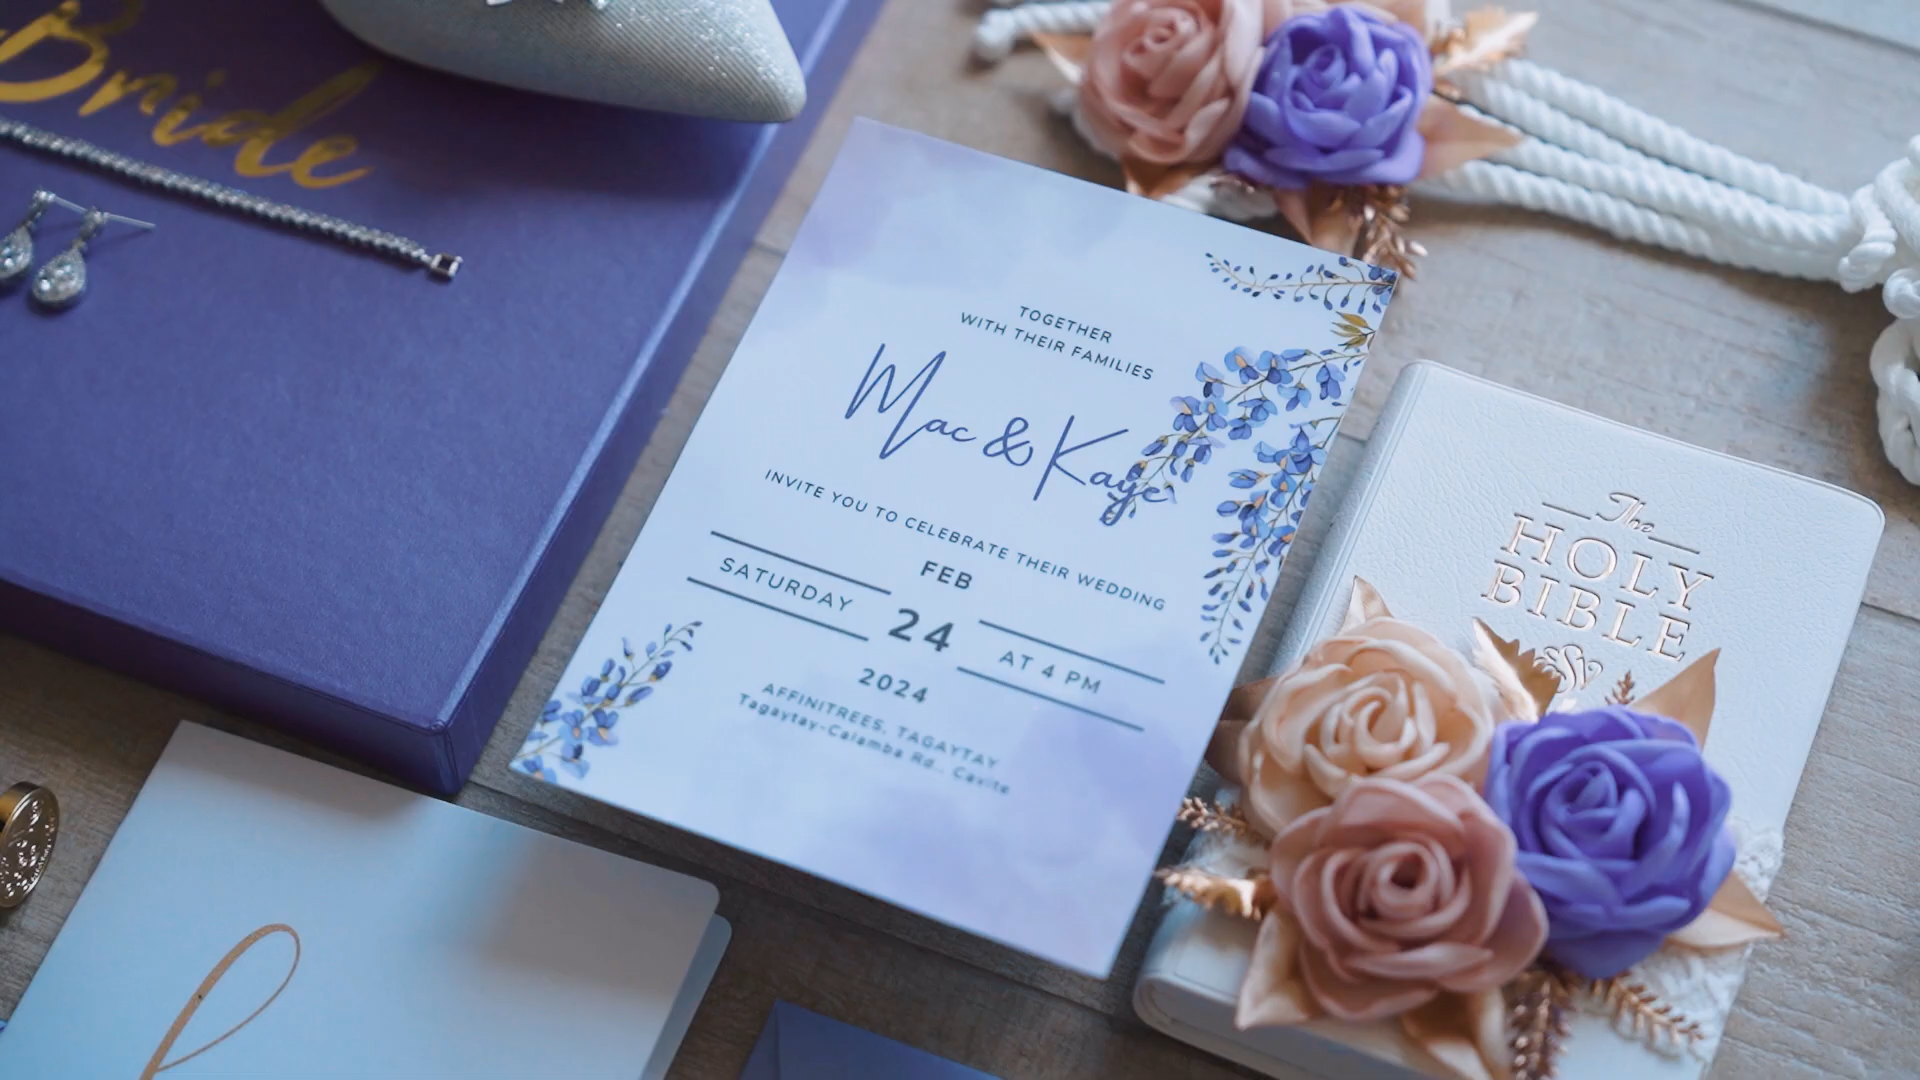 Bride
TOGETHER
WITH THEIR FAMILIES
Mac & Kaye
INVITE YOU TO CELEBRATE THEIR WEDDING
FEB
SATURDAY
24
AT 4 PM
2024
AFFINITREES, TAGAYTAY
Tagaytay-Calamba Rd., Cavite
The
HOLY
BIBLE